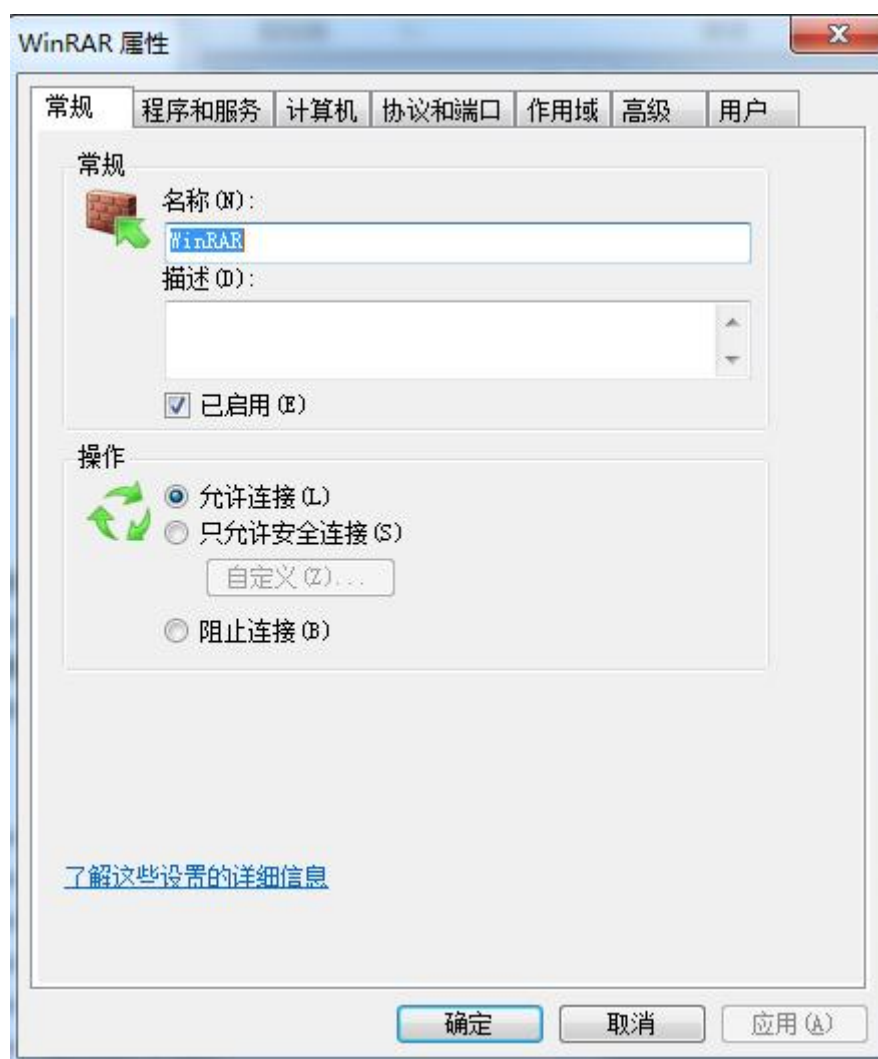 WinRAR 属性
常规 程序和服务 计算机 协议和端口 作用域 高级 用户
常规
名称(N):
WinRAR
描述(D):
已启用(E)
操作
允许连接(L)
只允许安全连接(S)
自定义(Z)...
阻止连接(B)
了解这些设置的详细信息
确定 取消 应用(A)